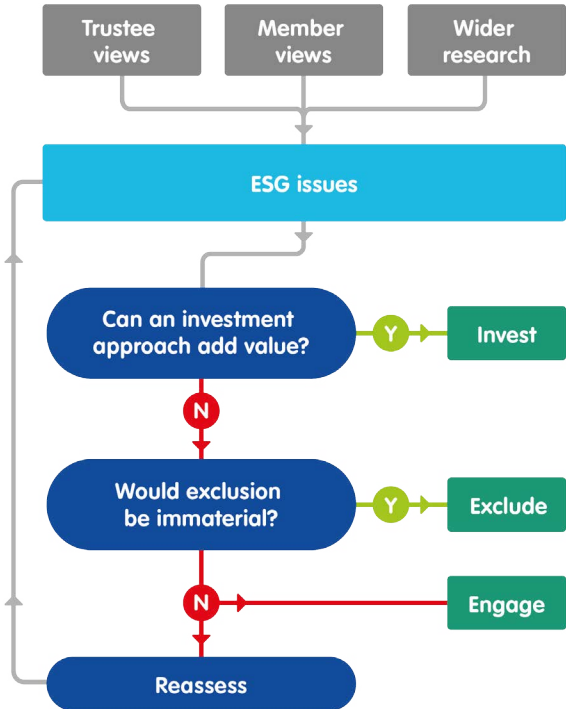 Trustee
views
Member
views
Wider
research
ESG issues
Can an investment
approach add value?
Y
Invest
N
Would exclusion
be immaterial?
Y
Exclude
N
Engage
Reassess